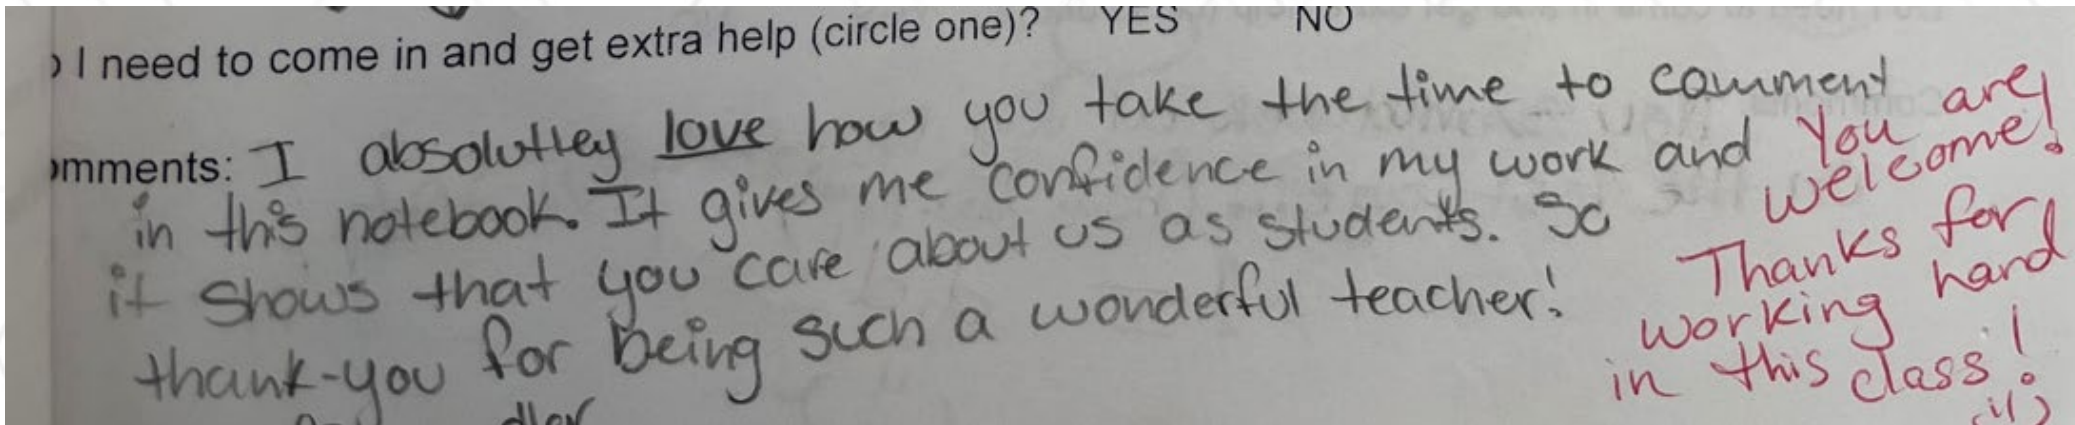 I need to come in and get extra help (circle one)? YES NO
omments: I absolutley love how you take the time to comment
in this notebook. It gives me confidence in my work and
it shows that you care about us as students. So
thank-you for being such a wonderful teacher!
You are
welcome!
Thanks for
working hard
in this class!